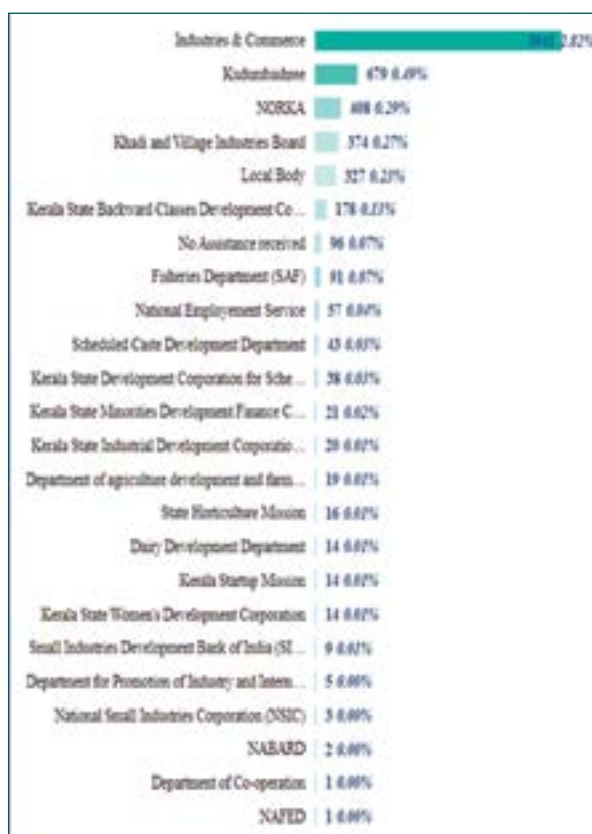 Industries & Commerce 2.82%
Kudumbashree 679 0.49%
NORKA 408 0.29%
Khadi and Village Industries Board 374 0.27%
Local Body 327 0.23%
Kerala State Backward Classes Development Co... 178 0.13%
No Assistance received 96 0.07%
Fisheries Department (SAF) 91 0.07%
National Employement Service 57 0.04%
Scheduled Caste Development Department 45 0.03%
Kerala State Development Corporation for Sche... 38 0.03%
Kerala State Minorities Development Finance C... 21 0.02%
Kerala State Industrial Development Corporatio... 20 0.01%
Department of agriculture development and farm... 19 0.01%
State Horticulture Mission 16 0.01%
Dairy Development Department 14 0.01%
Kerala Startup Mission 14 0.01%
Kerala State Women's Development Corporation 14 0.01%
Small Industries Development Bank of India (SI... 9 0.01%
Department for Promotion of Industry and Intern... 5 0.00%
National Small Industries Corporation (NSIC) 3 0.00%
NABARD 2 0.00%
Department of Co-operation 1 0.00%
NAFED 1 0.00%